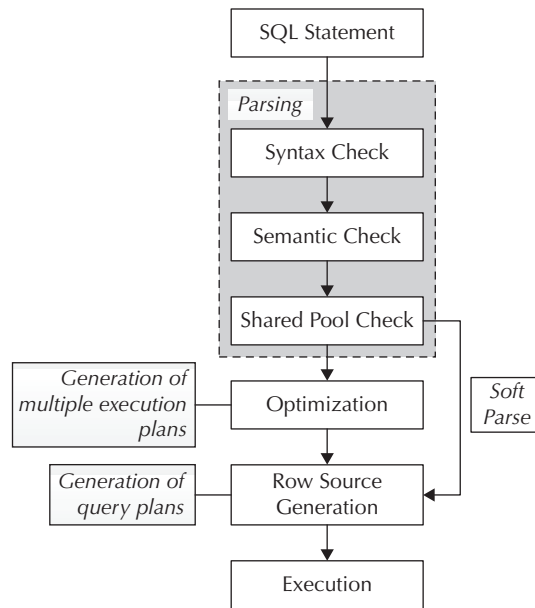 SQL Statement
Parsing
Syntax Check
Semantic Check
Shared Pool Check
Generation of
multiple execution
plans
Optimization
Soft
Parse
Generation of
query plans
Row Source
Generation
Execution